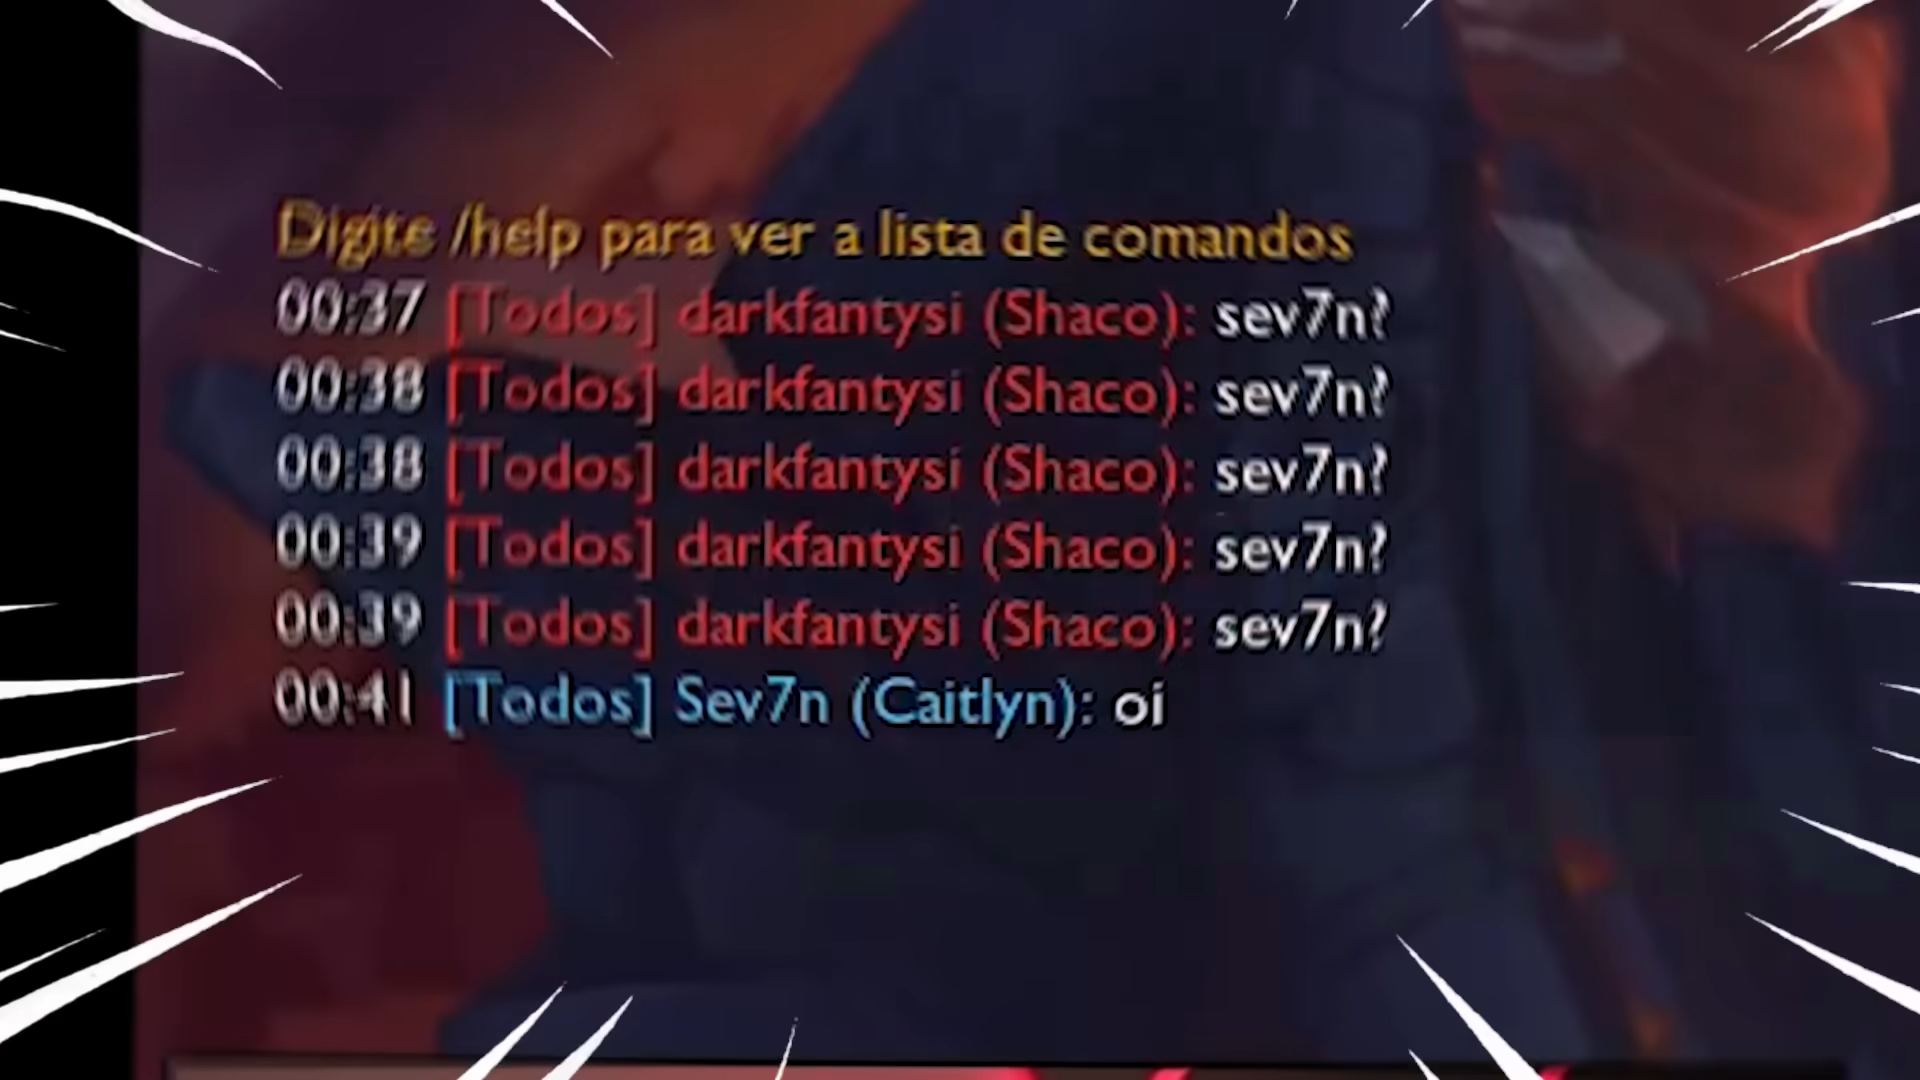 Digite /help para ver a lista de comandos
00:37 [Todos] darkfantysi (Shaco): sev7n?
00:38 [Todos] darkfantysi (Shaco): sev7n?
00:38 [Todos] darkfantysi (Shaco): sev7n?
00:39 [Todos] darkfantysi (Shaco): sev7n?
00:39 [Todos] darkfantysi (Shaco): sev7n?
00:41 [Todos] Sev7n (Caitlyn): oi